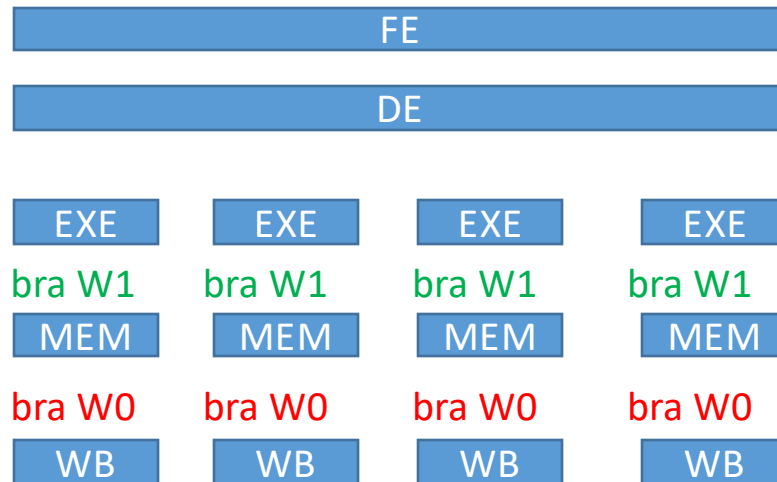 FE
DE
EXE EXE EXE EXE
bra W1 bra W1 bra W1 bra W1
MEM MEM MEM MEM
bra W0 bra W0 bra W0 bra W0
WB WB WB WB